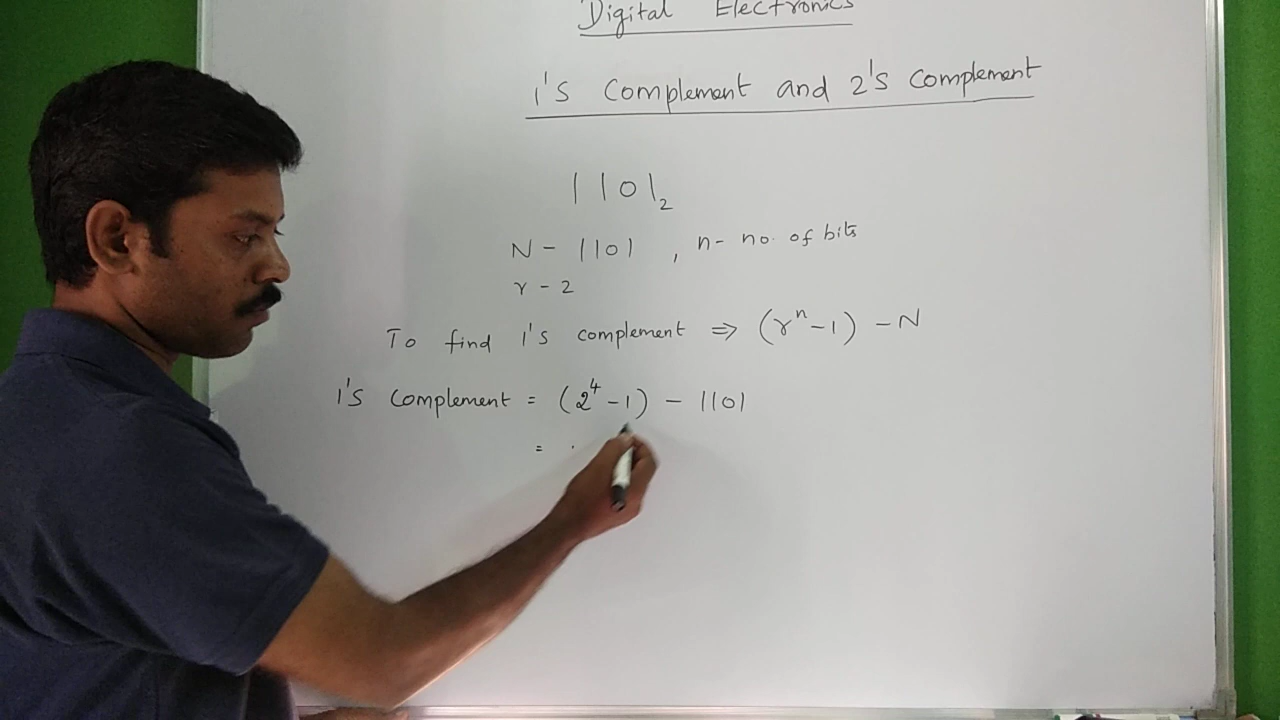 Digital Electronics
1's Complement and 2's Complement
1101₂
N - 1101 , n- no. of bits
r - 2
To find 1's complement ⇒ (rⁿ-1) - N
1's Complement = (2⁴-1) - 1101
=